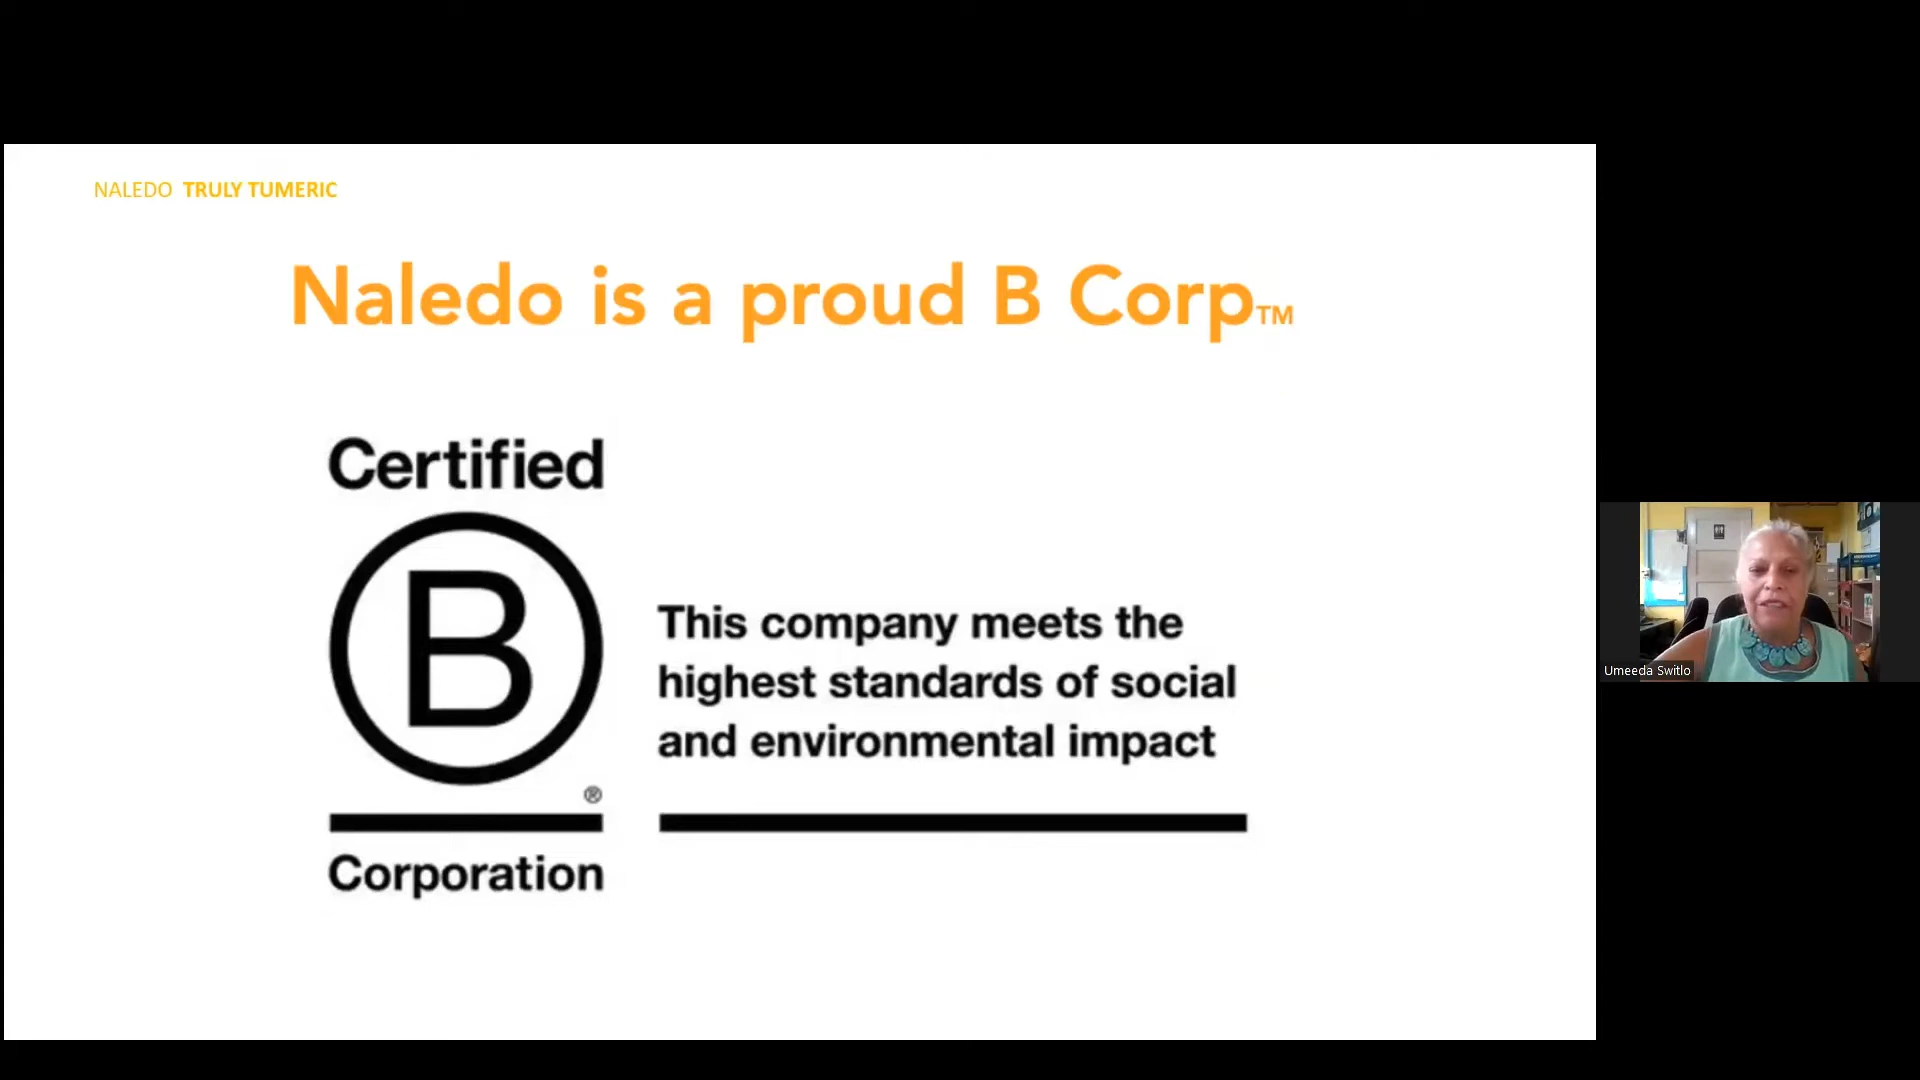 NALEDO TRULY TUMERIC
Naledo is a proud B Corp™
Certified
B
®
Corporation
This company meets the
highest standards of social
and environmental impact
Umeeda Switlo